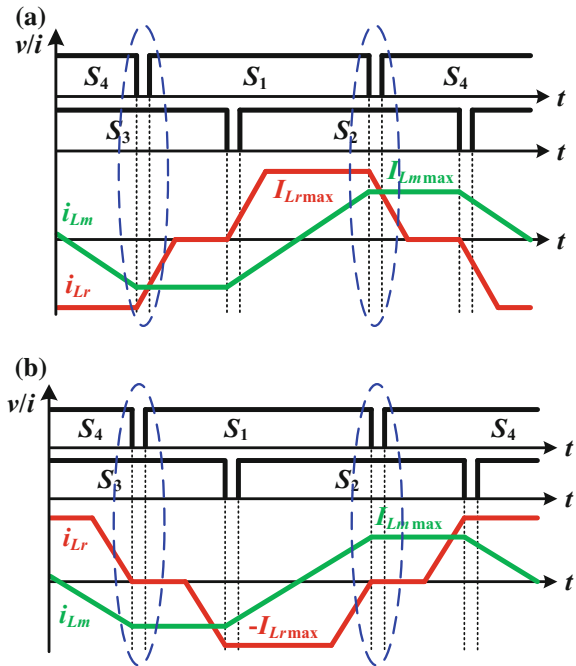 (a)
v/i
S4 S1 S4
t
S3 S2
t
ILrmax ILmmax
iLm
t
iLr
(b)
v/i
S4 S1 S4
t
S3 S2
t
iLr ILmmax
t
iLm -ILrmax